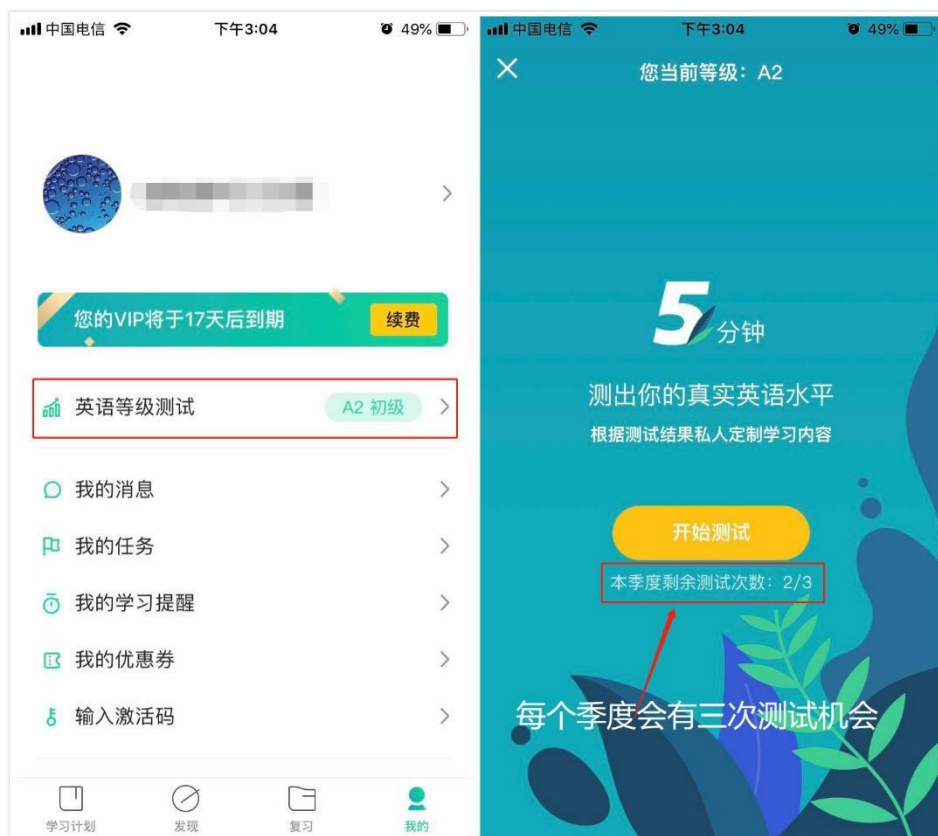 中国电信 下午3:04 49%
您的VIP将于17天后到期 续费
英语等级测试 A2 初级
我的消息
我的任务
我的学习提醒
我的优惠券
输入激活码
学习计划 发现 复习 我的
中国电信 下午3:04 49%
您当前等级：A2
5分钟
测出你的真实英语水平
根据测试结果私人定制学习内容
开始测试
本季度剩余测试次数：2/3
每个季度会有三次测试机会